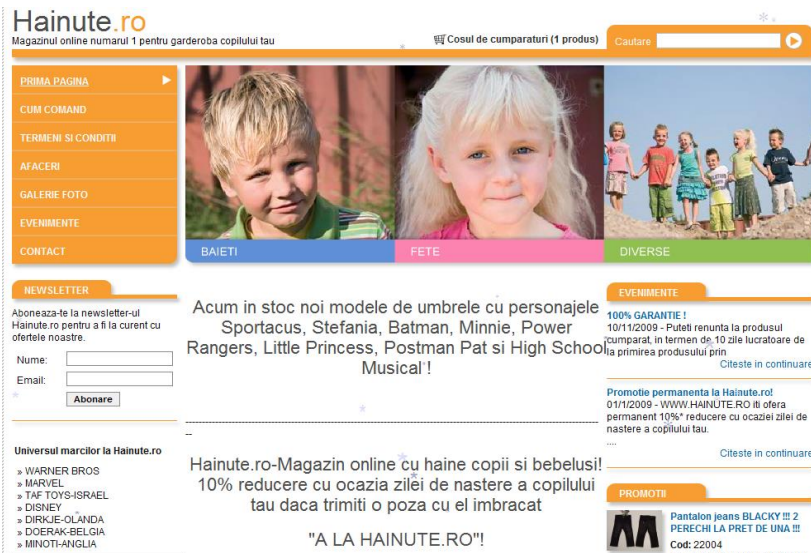 Hainute.ro
Magazinul online numarul 1 pentru garderoba copilului tau
Cosul de cumparaturi (1 produs)
Cautare
PRIMA PAGINA
CUM COMAND
TERMENI SI CONDITII
AFACERI
GALERIE FOTO
EVENIMENTE
CONTACT
BAIETI
FETE
DIVERSE
NEWSLETTER
Aboneaza-te la newsletter-ul
Hainute.ro pentru a fi la curent cu
ofertele noastre.
Nume:
Email:
Abonare
Universul marcilor la Hainute.ro
» WARNER BROS
» MARVEL
» TAF TOYS-ISRAEL
» DISNEY
» DIRKJE-OLANDA
» DOERAK-BELGIA
» MINOTI-ANGLIA
Acum in stoc noi modele de umbrele cu personajele
Sportacus, Stefania, Batman, Minnie, Power
Rangers, Little Princess, Postman Pat si High School
Musical !
Hainute.ro-Magazin online cu haine copii si bebelusi!
10% reducere cu ocazia zilei de nastere a copilului
tau daca trimiti o poza cu el imbracat
"A LA HAINUTE.RO"!
EVENIMENTE
100% GARANTIE !
10/11/2009 - Puteti renunta la produsul
cumparat, in termen de 10 zile lucratoare de
la primirea produsului prin
Citeste in continuare
Promotie permanenta la Hainute.ro!
01/1/2009 - WWW.HAINUTE.RO iti ofera
permanent 10%* reducere cu ocaziei zilei de
nastere a copilului tau.
....
Citeste in continuare
PROMOTII
Pantalon jeans BLACKY !!! 2
PERECHI LA PRET DE UNA !!!
Cod: 22004